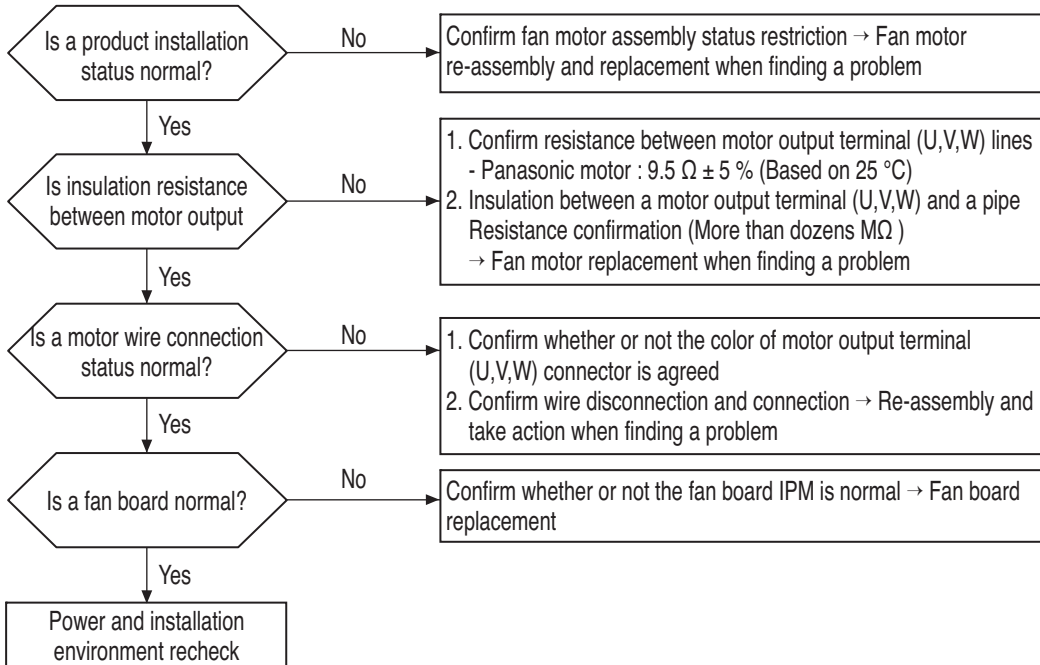 Is a product installation
status normal?
No
Confirm fan motor assembly status restriction → Fan motor
re-assembly and replacement when finding a problem
Yes
Is insulation resistance
between motor output
No
1. Confirm resistance between motor output terminal (U,V,W) lines
- Panasonic motor : 9.5 Ω ± 5 % (Based on 25 °C)
2. Insulation between a motor output terminal (U,V,W) and a pipe
Resistance confirmation (More than dozens MΩ )
→ Fan motor replacement when finding a problem
Yes
Is a motor wire connection
status normal?
No
1. Confirm whether or not the color of motor output terminal
(U,V,W) connector is agreed
2. Confirm wire disconnection and connection → Re-assembly and
take action when finding a problem
Yes
Is a fan board normal?
No
Confirm whether or not the fan board IPM is normal → Fan board
replacement
Yes
Power and installation
environment recheck